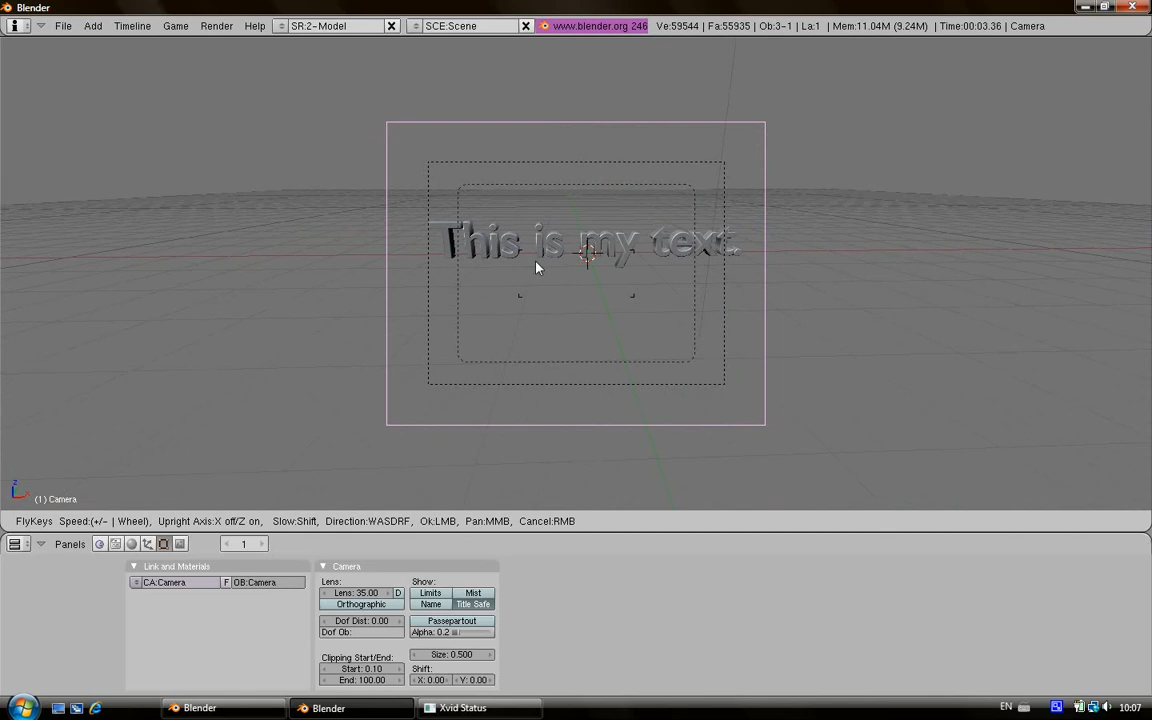 Blender
File Add Timeline Game Render Help SR:2-Model SCE:Scene www.blender.org 246 Ve:59544 | Fa:55935 | Ob:3-1 | La:1 | Mem:11.04M (9.24M) | Time:00:03.36 | Camera
This is my text.
z
(1) Camera
FlyKeys Speed:(+/- | Wheel), Upright Axis:X off/Z on, Slow:Shift, Direction:WASDRF, Ok:LMB, Pan:MMB, Cancel:RMB
Panels 1
Link and Materials Camera
CA:Camera F OB:Camera
Lens: Show:
Lens: 35.00 D Limits Mist
Orthographic Name Title Safe
Dof Dist: 0.00 Passepartout
Dof Ob: Alpha: 0.2
Clipping Start/End: Size: 0.500
Start: 0.10 Shift:
End: 100.00 X: 0.00 Y: 0.00
Blender Blender Xvid Status EN 10:07